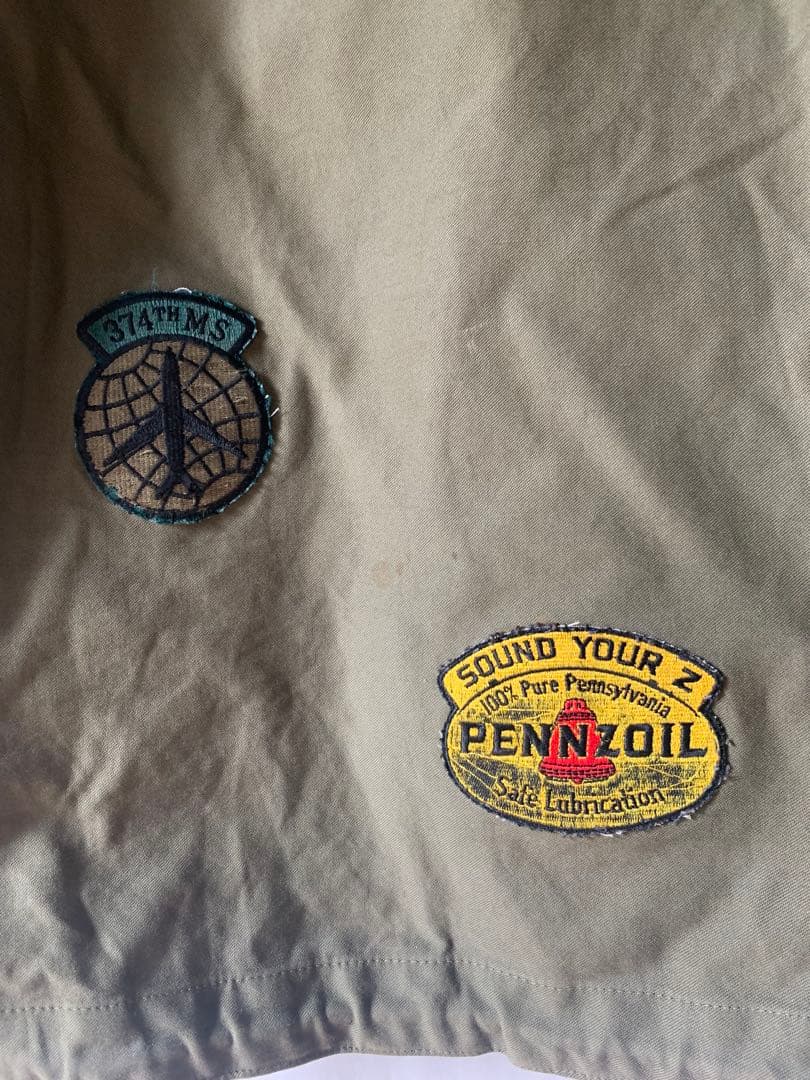 374TH MS
SOUND YOUR Z
100% Pure Pennsylvania
PENNZOIL
Safe Lubrication